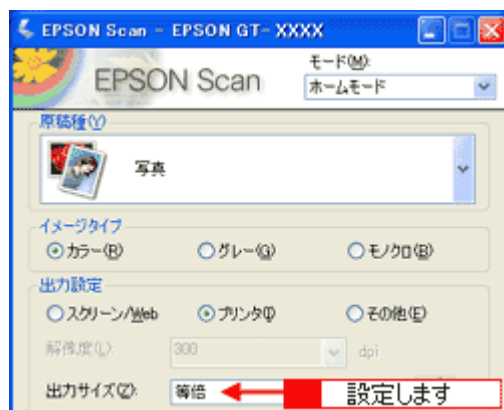 EPSON Scan - EPSON GT- XXXX
モード(M):
EPSON Scan
ホームモード
原稿種(Y)
写真
イメージタイプ
カラー(R) グレー(G) モノクロ(B)
出力設定
スクリーン/Web プリンタ(I) その他(E)
解像度(L): 300 dpi
出力サイズ(Z): 等倍 設定します